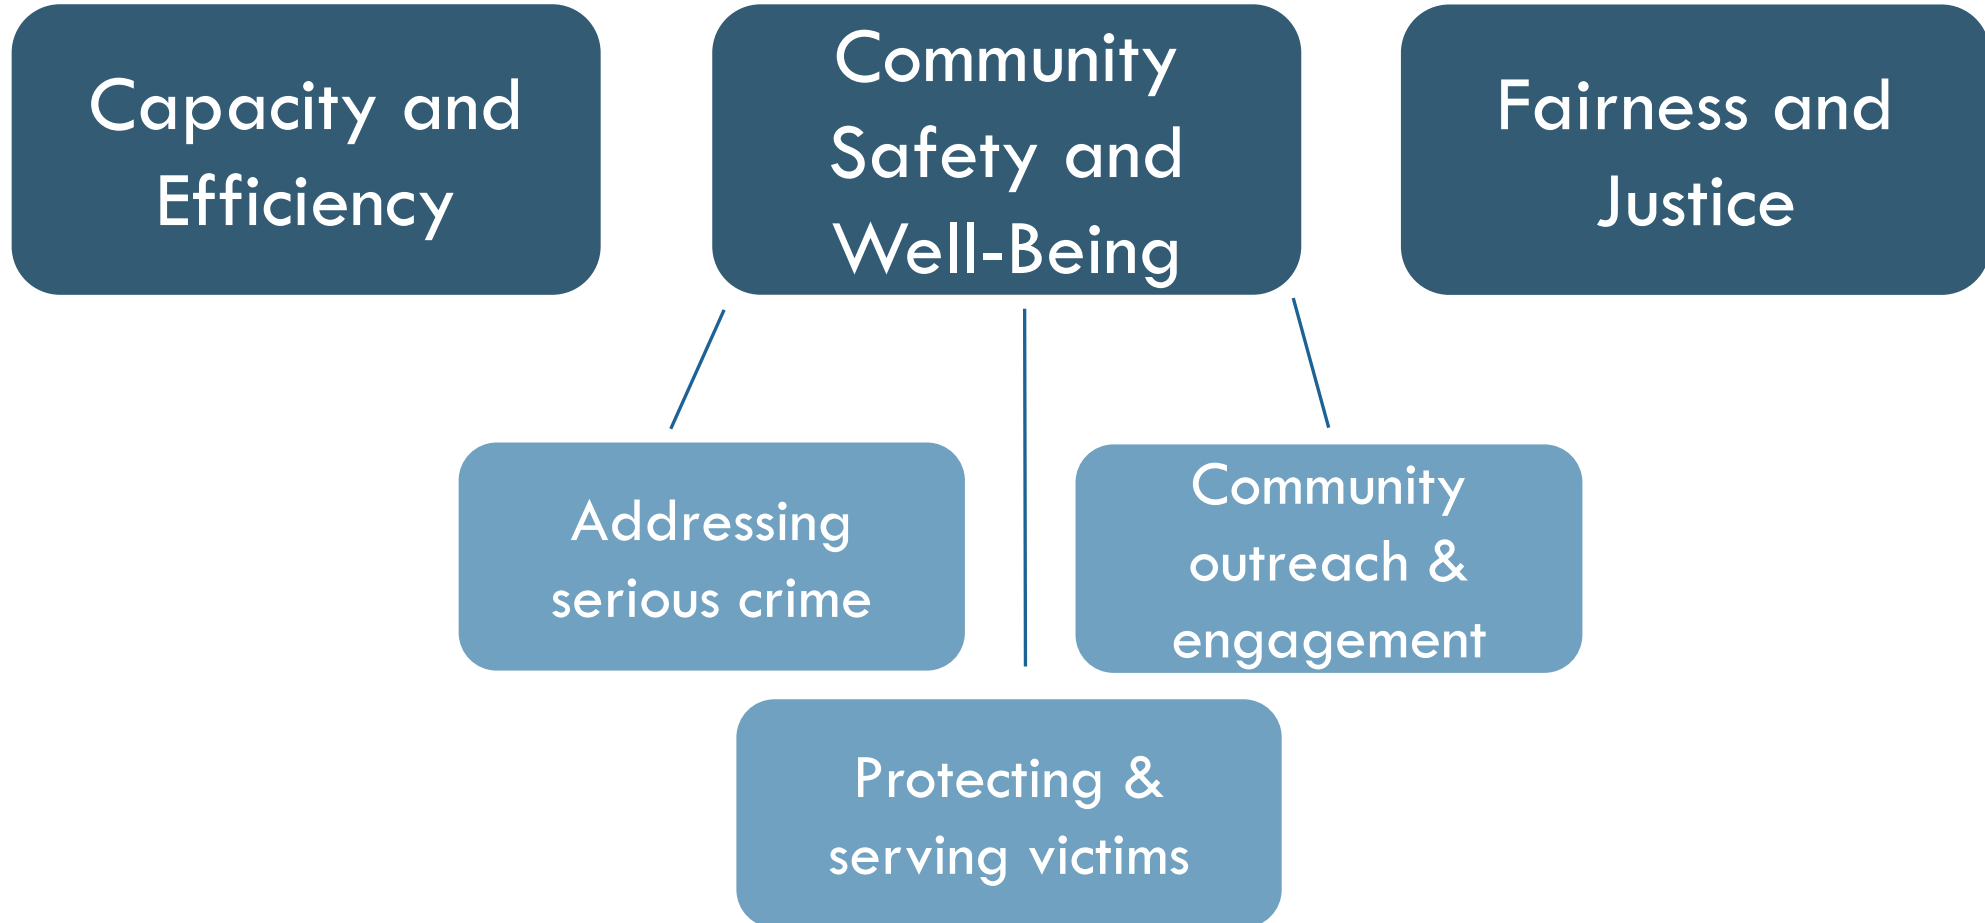 Capacity and
Efficiency
Community
Safety and
Well-Being
Fairness and
Justice
Addressing
serious crime
Community
outreach &
engagement
Protecting &
serving victims